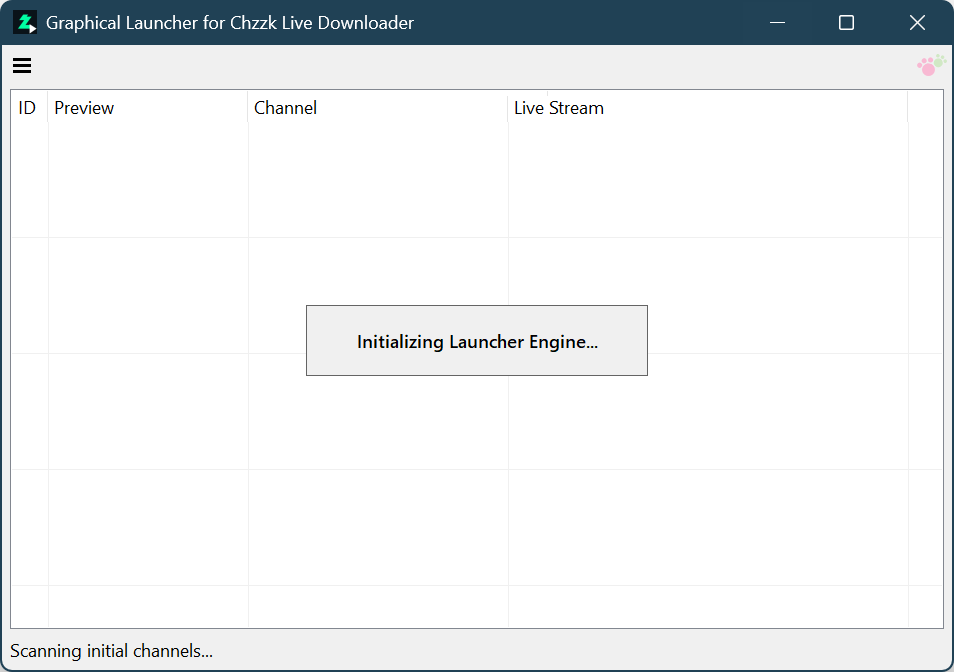 Graphical Launcher for Chzzk Live Downloader
ID Preview Channel Live Stream
Initializing Launcher Engine...
Scanning initial channels...